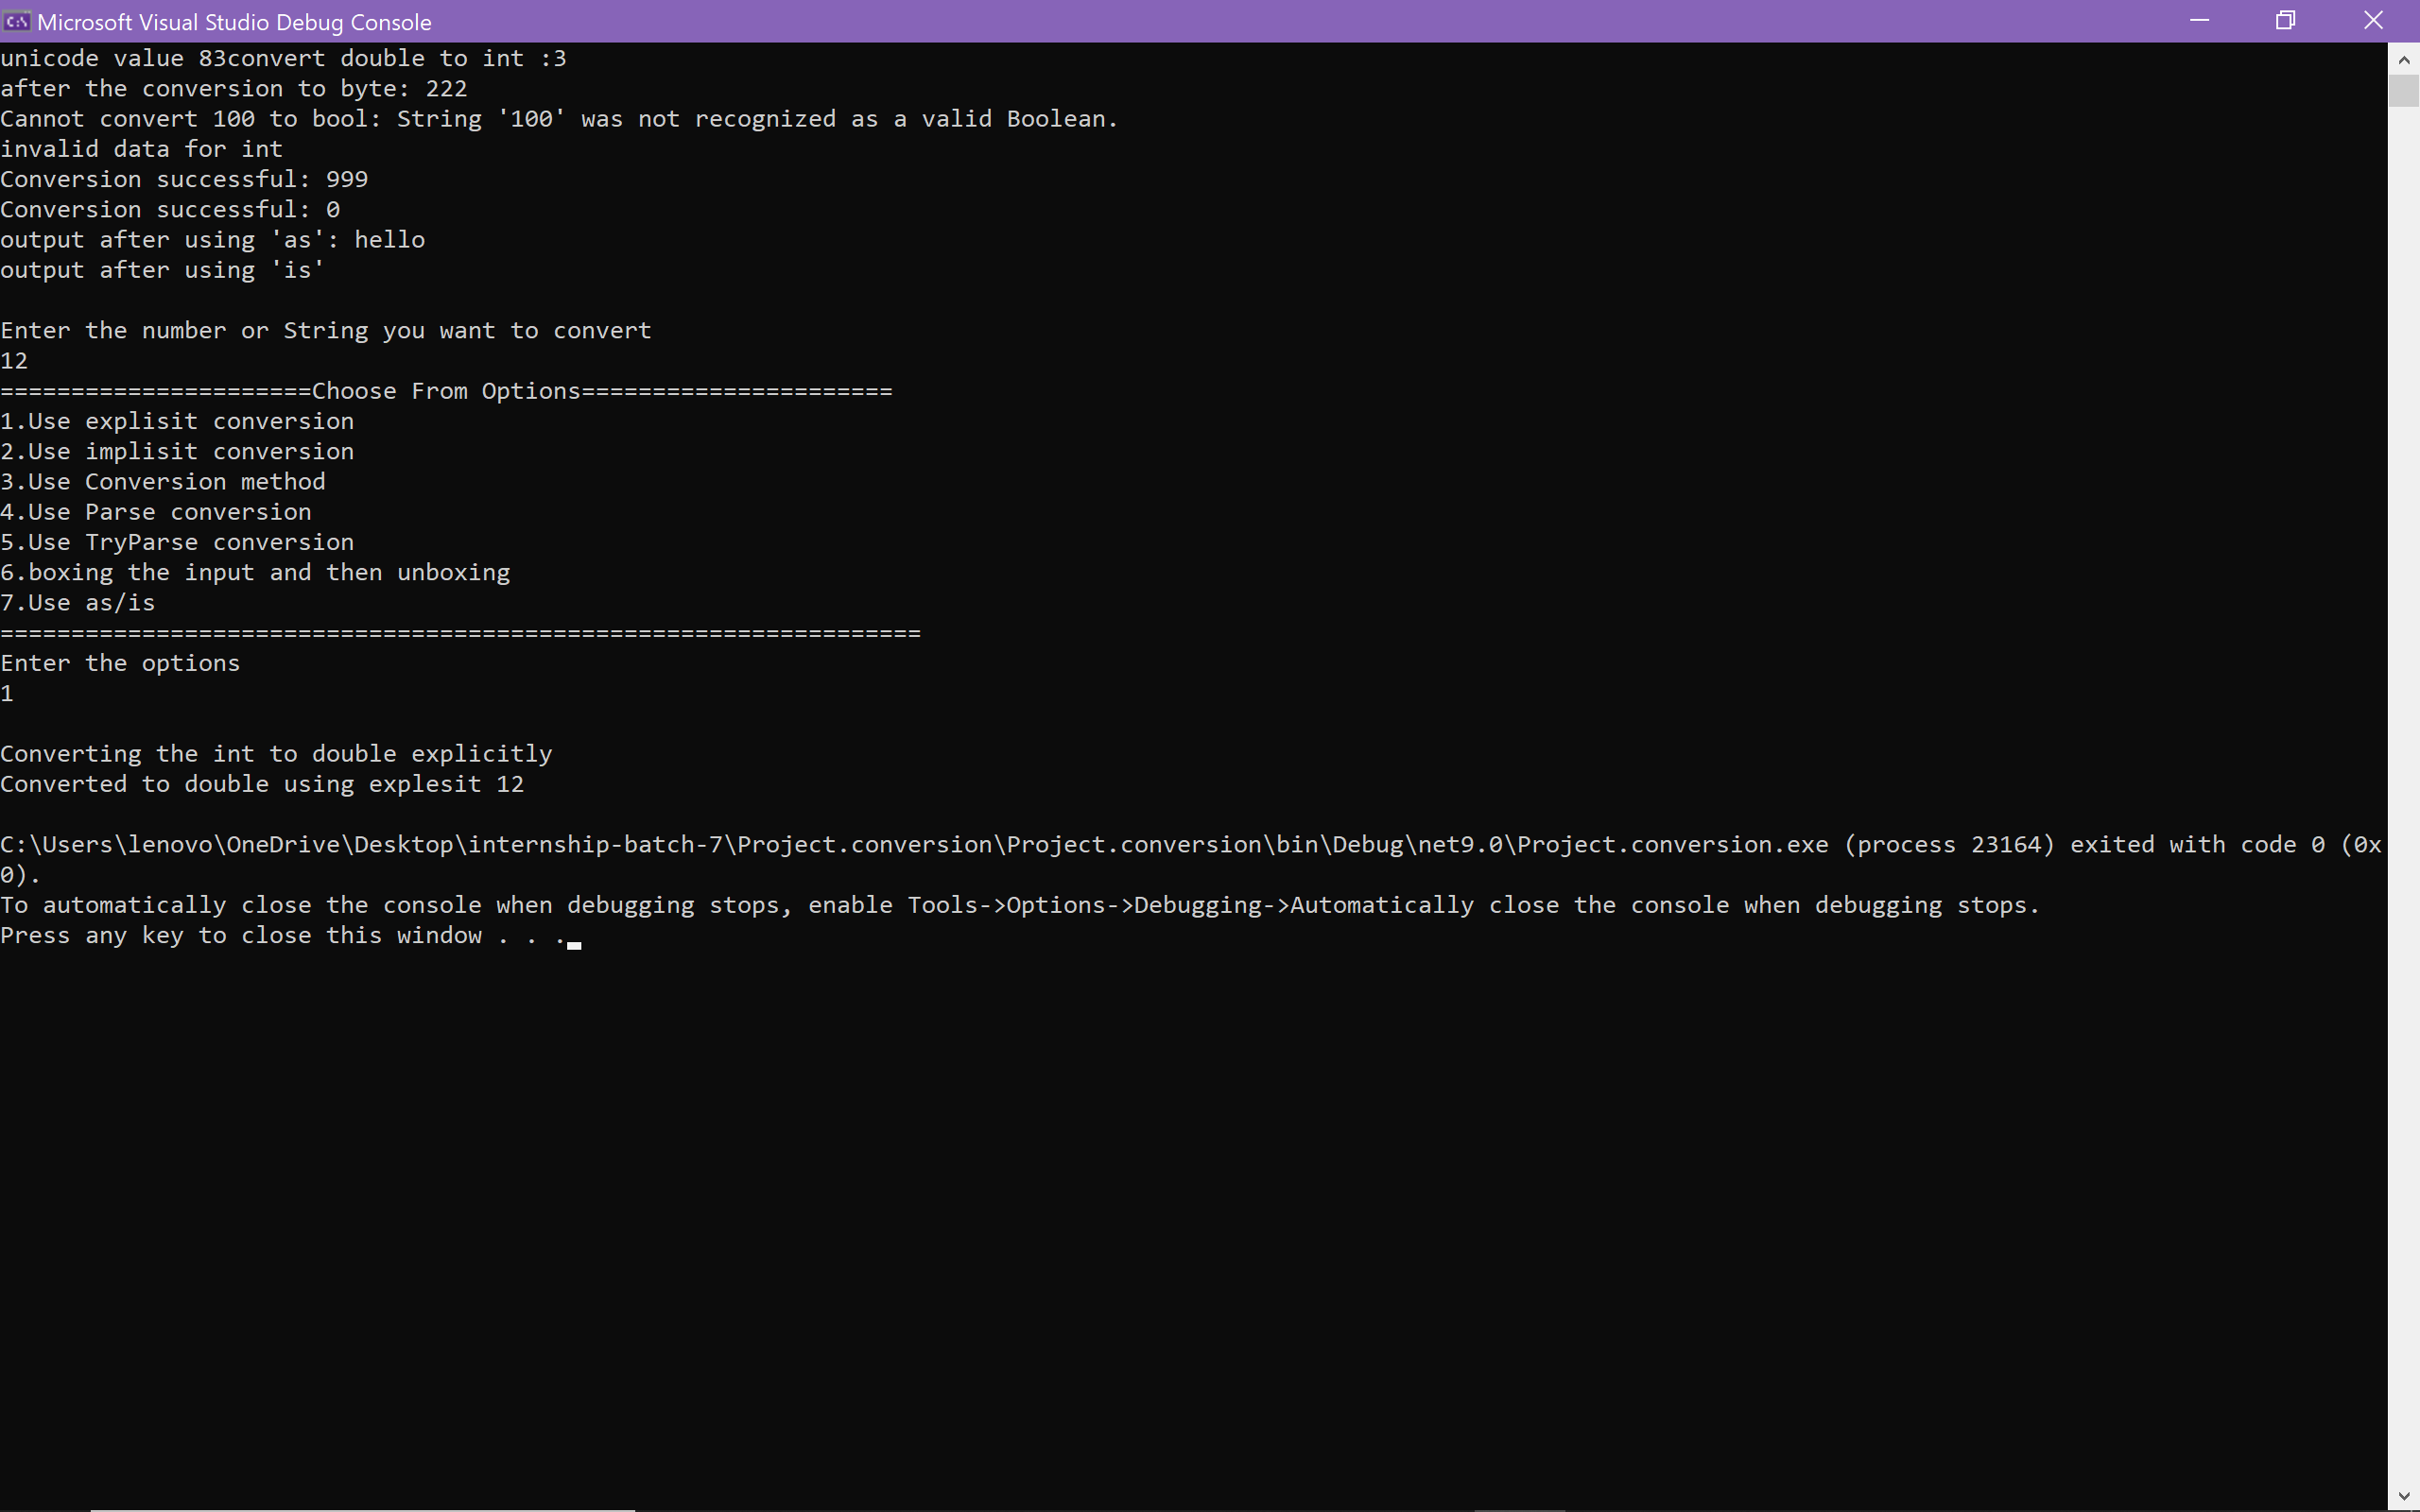 Microsoft Visual Studio Debug Console
unicode value 83convert double to int :3
after the conversion to byte: 222
Cannot convert 100 to bool: String '100' was not recognized as a valid Boolean.
invalid data for int
Conversion successful: 999
Conversion successful: 0
output after using 'as': hello
output after using 'is'
Enter the number or String you want to convert
12
======================Choose From Options======================
1.Use explisit conversion
2.Use implisit conversion
3.Use Conversion method
4.Use Parse conversion
5.Use TryParse conversion
6.boxing the input and then unboxing
7.Use as/is
=================================================================
Enter the options
1
Converting the int to double explicitly
Converted to double using explesit 12
C:\Users\lenovo\OneDrive\Desktop\internship-batch-7\Project.conversion\Project.conversion\bin\Debug\net9.0\Project.conversion.exe (process 23164) exited with code 0 (0x
0).
To automatically close the console when debugging stops, enable Tools->Options->Debugging->Automatically close the console when debugging stops.
Press any key to close this window . . .